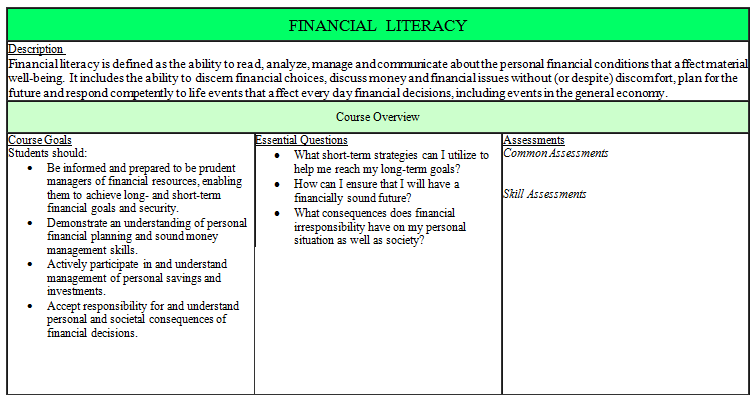 FINANCIAL LITERACY
Description
Financial literacy is defined as the ability to read, analyze, manage and communicate about the personal financial conditions that affect material
well-being. It includes the ability to discern financial choices, discuss money and financial issues without (or despite) discomfort, plan for the
future and respond competently to life events that affect every day financial decisions, including events in the general economy.
Course Overview
Course Goals
Students should:
• Be informed and prepared to be prudent
managers of financial resources, enabling
them to achieve long- and short-term
financial goals and security.
• Demonstrate an understanding of personal
financial planning and sound money
management skills.
• Actively participate in and understand
management of personal savings and
investments.
• Accept responsibility for and understand
personal and societal consequences of
financial decisions.
Essential Questions
• What short-term strategies can I utilize to
help me reach my long-term goals?
• How can I ensure that I will have a
financially sound future?
• What consequences does financial
irresponsibility have on my personal
situation as well as society?
Assessments
Common Assessments
Skill Assessments